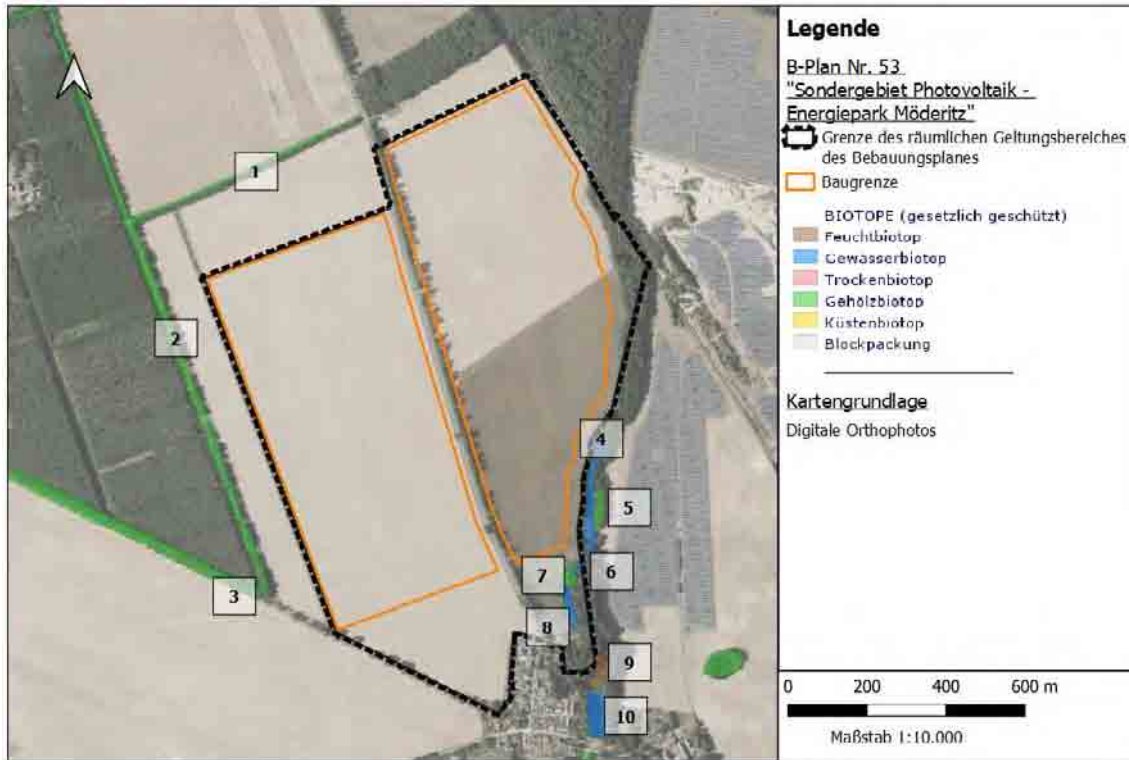 Legende
B-Plan Nr. 53
"Sondergebiet Photovoltaik -
Energiepark Möderitz"
Grenze des räumlichen Geltungsbereiches
des Bebauungsplanes
Baugrenze
BIOTOPE (gesetzlich geschützt)
Feuchtbiotop
Gewässerbiotop
Trockenbiotop
Gehölzbiotop
Küstenbiotop
Blockpackung
Kartengrundlage
Digitale Orthophotos
0 200 400 600 m
Maßstab 1:10.000
1
2
3
4
5
6
7
8
9
10